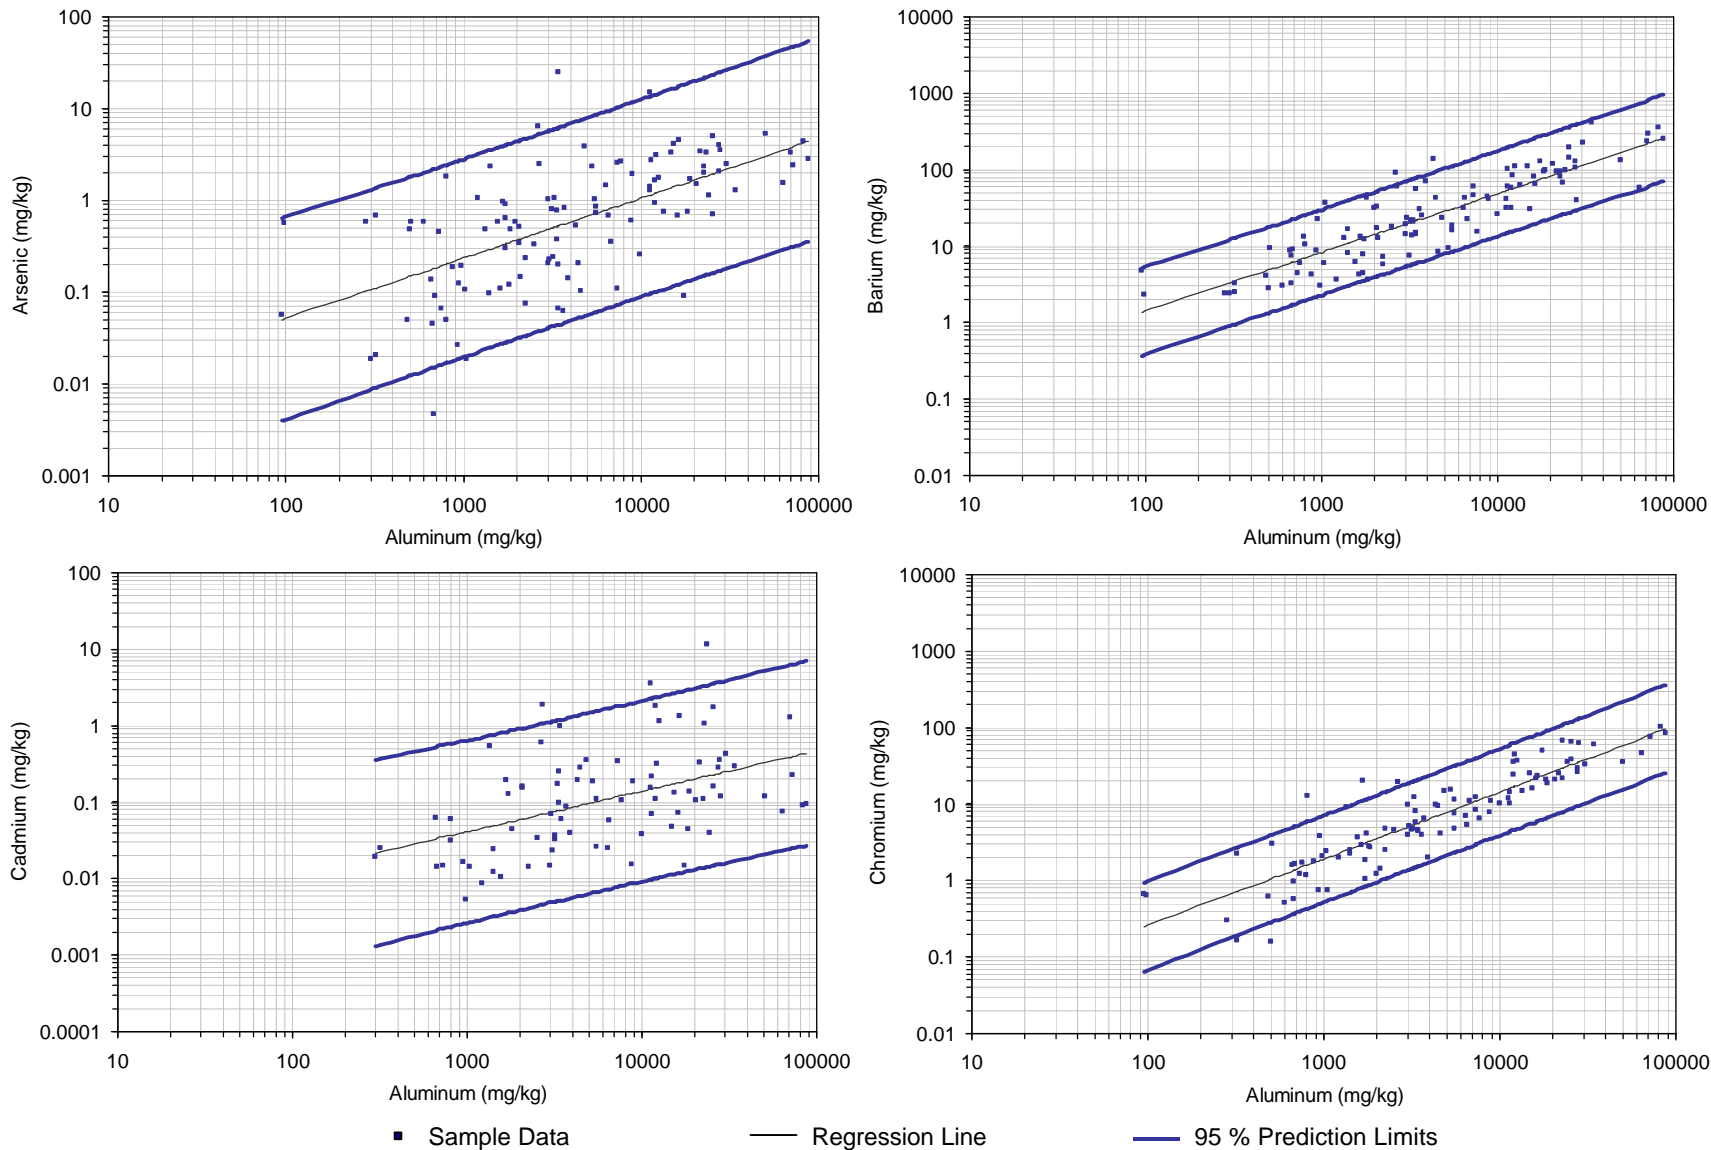 100
10
1
0.1
0.01
0.001
Arsenic (mg/kg)
10 100 1000 10000 100000
Aluminum (mg/kg)
10000
1000
100
10
1
0.1
0.01
Barium (mg/kg)
10 100 1000 10000 100000
Aluminum (mg/kg)
100
10
1
0.1
0.01
0.001
0.0001
Cadmium (mg/kg)
10 100 1000 10000 100000
Aluminum (mg/kg)
10000
1000
100
10
1
0.1
0.01
Chromium (mg/kg)
10 100 1000 10000 100000
Aluminum (mg/kg)
Sample Data Regression Line 95 % Prediction Limits